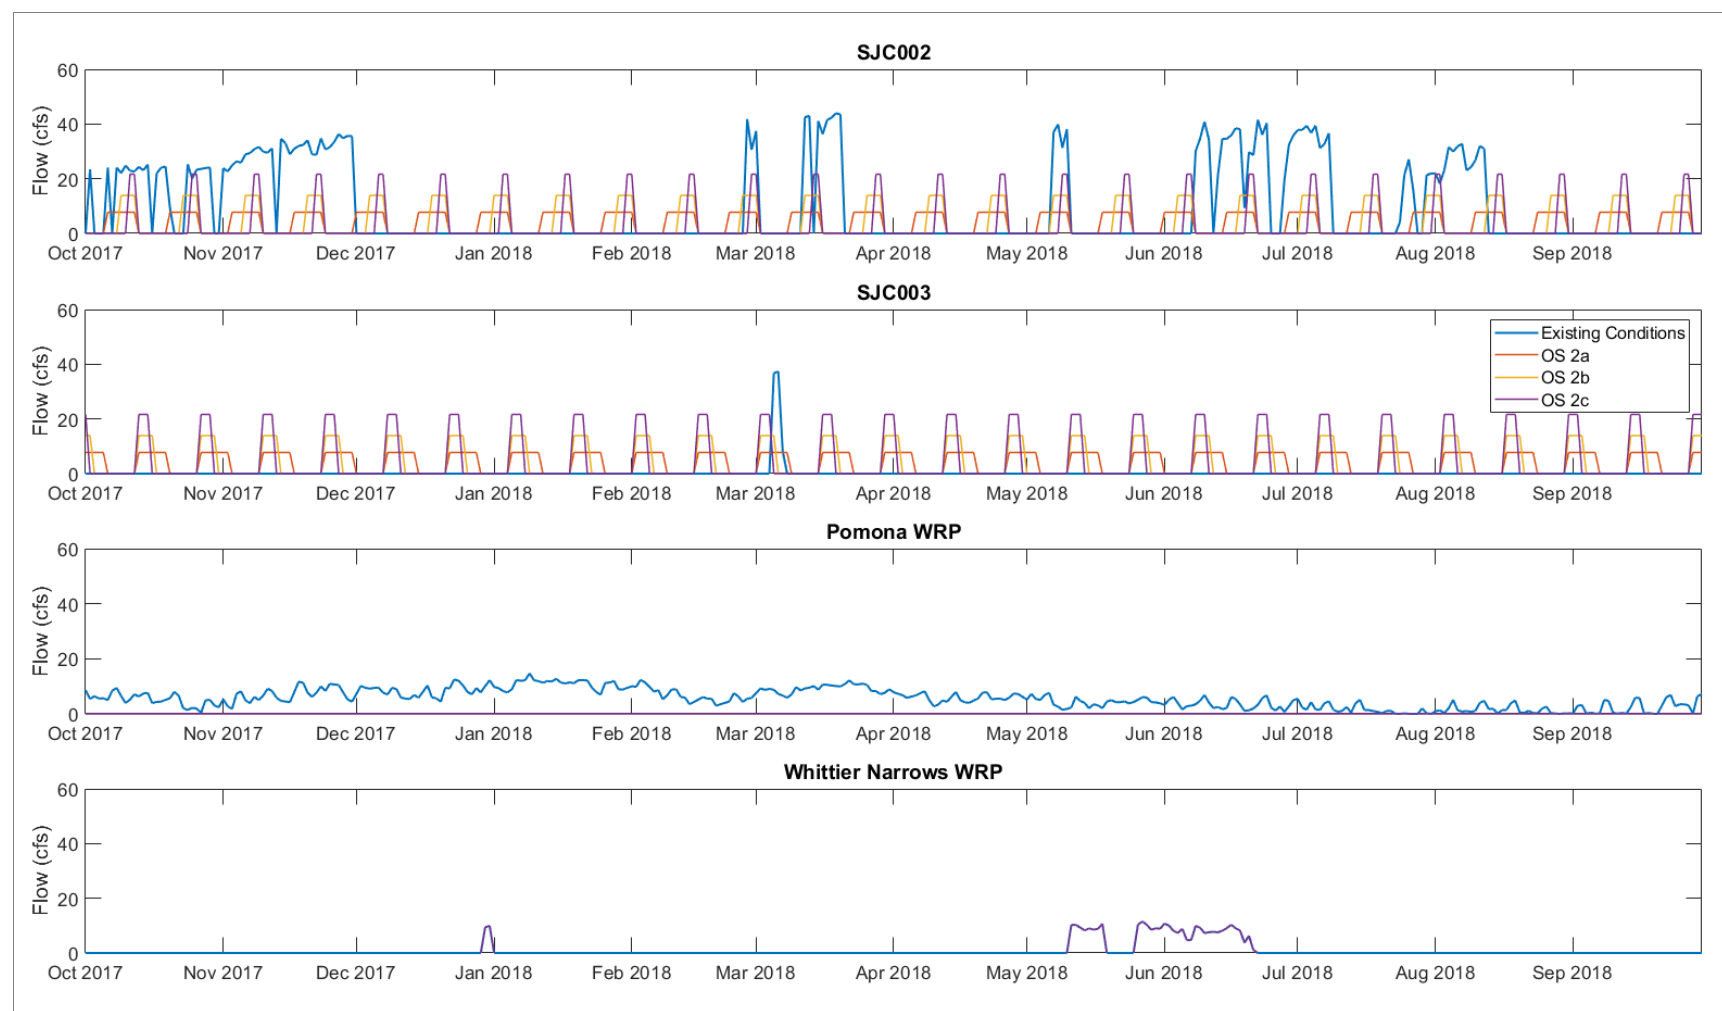 SJC002
60
40
20
0
Flow (cfs)
Oct 2017 Nov 2017 Dec 2017 Jan 2018 Feb 2018 Mar 2018 Apr 2018 May 2018 Jun 2018 Jul 2018 Aug 2018 Sep 2018
SJC003
60
40
20
0
Flow (cfs)
Existing Conditions
OS 2a
OS 2b
OS 2c
Oct 2017 Nov 2017 Dec 2017 Jan 2018 Feb 2018 Mar 2018 Apr 2018 May 2018 Jun 2018 Jul 2018 Aug 2018 Sep 2018
Pomona WRP
60
40
20
0
Flow (cfs)
Oct 2017 Nov 2017 Dec 2017 Jan 2018 Feb 2018 Mar 2018 Apr 2018 May 2018 Jun 2018 Jul 2018 Aug 2018 Sep 2018
Whittier Narrows WRP
60
40
20
0
Flow (cfs)
Oct 2017 Nov 2017 Dec 2017 Jan 2018 Feb 2018 Mar 2018 Apr 2018 May 2018 Jun 2018 Jul 2018 Aug 2018 Sep 2018